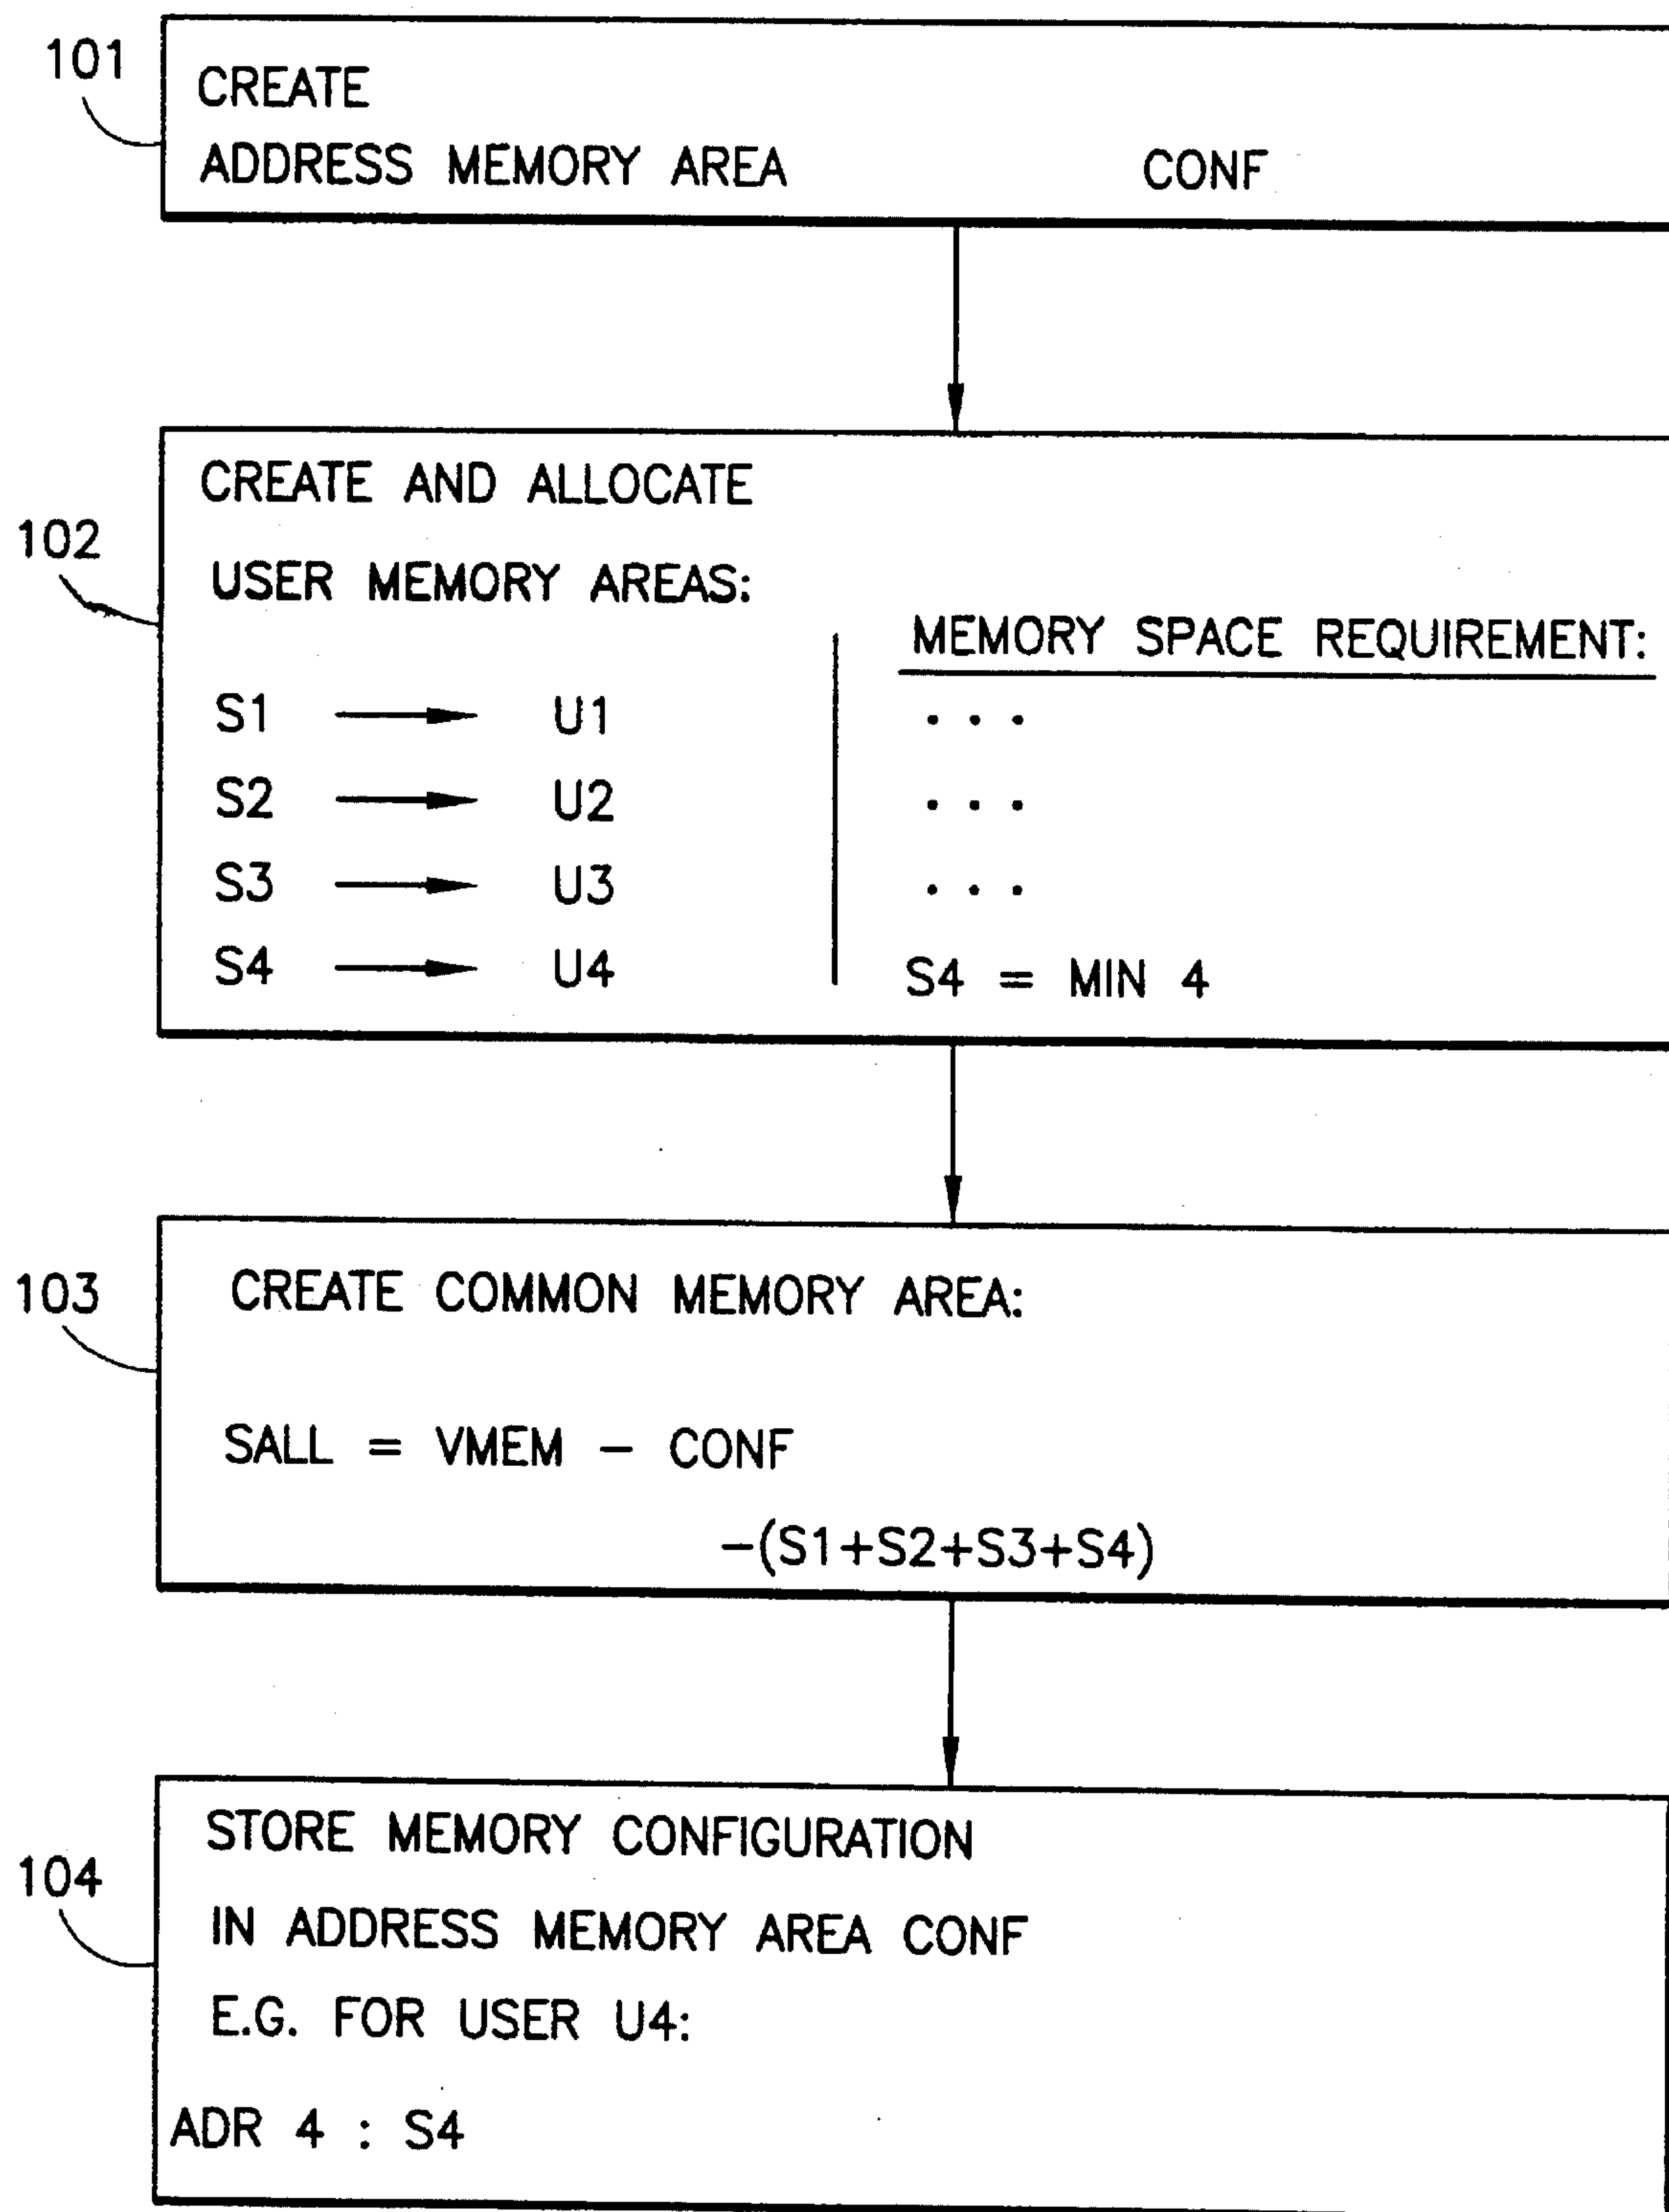 101
CREATE
ADDRESS MEMORY AREA CONF
102
CREATE AND ALLOCATE
USER MEMORY AREAS:
MEMORY SPACE REQUIREMENT:
S1 U1 . . .
S2 U2 . . .
S3 U3 . . .
S4 U4 S4 = MIN 4
103
CREATE COMMON MEMORY AREA:
SALL = VMEM - CONF
-(S1+S2+S3+S4)
104
STORE MEMORY CONFIGURATION
IN ADDRESS MEMORY AREA CONF
E.G. FOR USER U4:
ADR 4 : S4